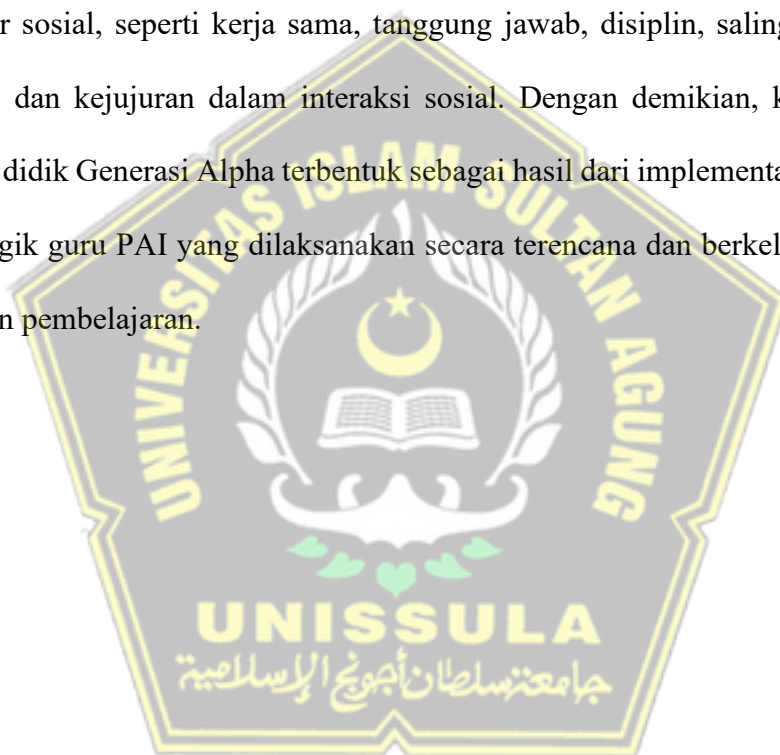 r sosial, seperti kerja sama, tanggung jawab, disiplin, saling
dan kejujuran dalam interaksi sosial. Dengan demikian, k
didik Generasi Alpha terbentuk sebagai hasil dari implementa
gik guru PAI yang dilaksanakan secara terencana dan berkel
n pembelajaran.
UNIVERSITAS ISLAM SULTAN AGUNG
UNISSULA
جامعتنسلطان أجونج الإسلامية